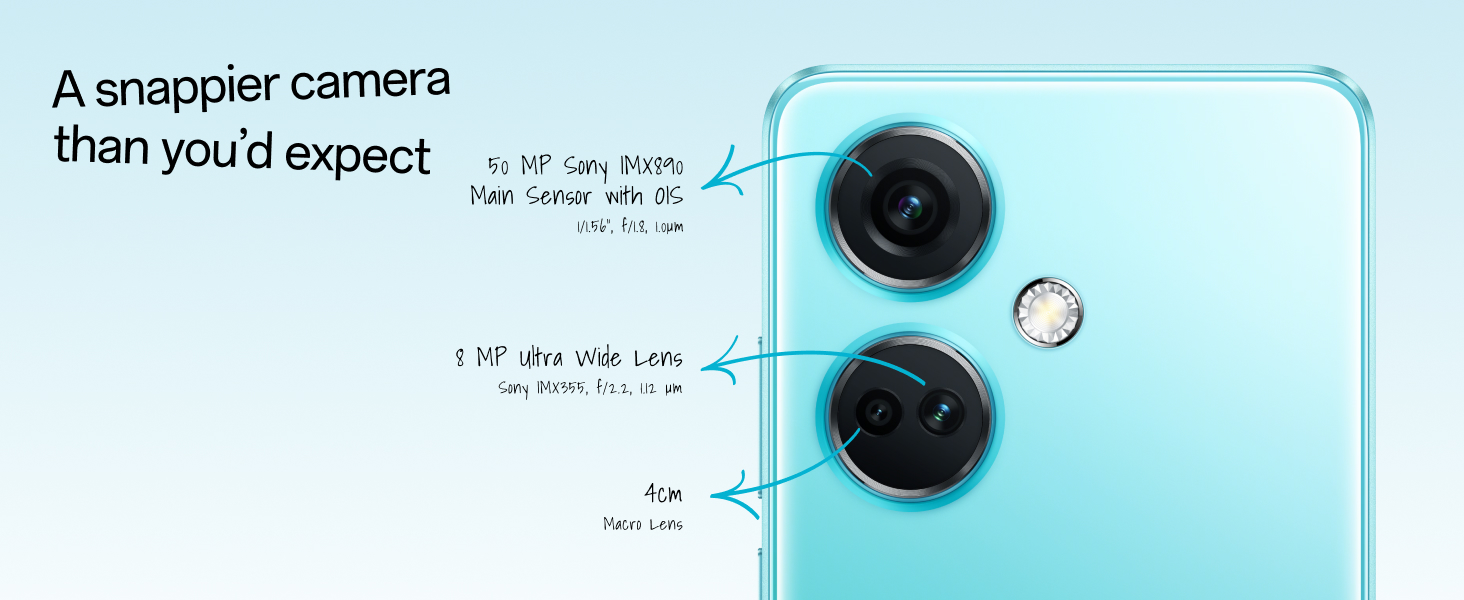 A snappier camera
than you’d expect
50 MP Sony IMX890
Main Sensor with OIS
1/1.56", f/1.8, 1.0µm
8 MP Ultra Wide Lens
Sony IMX355, f/2.2, 1.12 µm
4cm
Macro Lens